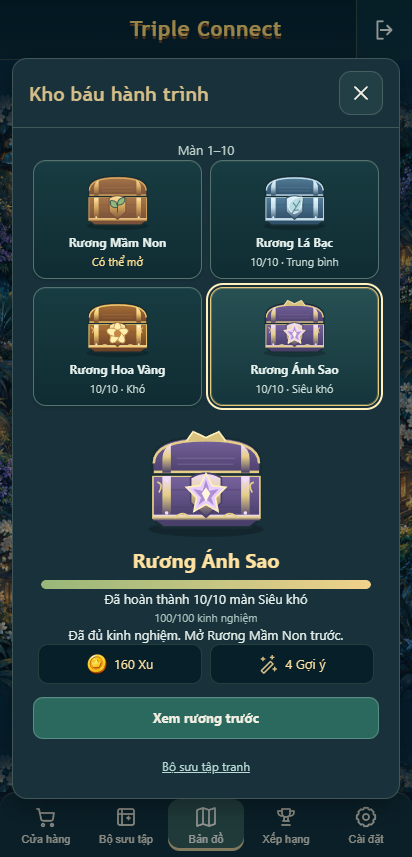 Triple Connect
Kho báu hành trình
Màn 1–10
Rương Mầm Non
Có thể mở
Rương Lá Bạc
10/10 · Trung bình
Rương Hoa Vàng
10/10 · Khó
Rương Ánh Sao
10/10 · Siêu khó
Rương Ánh Sao
Đã hoàn thành 10/10 màn Siêu khó
100/100 kinh nghiệm
Đã đủ kinh nghiệm. Mở Rương Mầm Non trước.
160 Xu
4 Gợi ý
Xem rương trước
Bộ sưu tập tranh
Cửa hàng
Bộ sưu tập
Bản đồ
Xếp hạng
Cài đặt